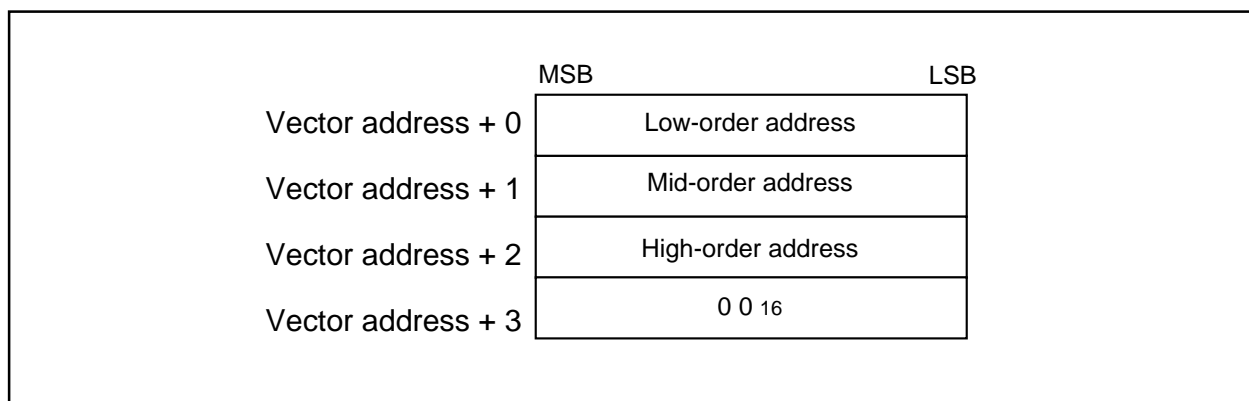 MSB LSB
Vector address + 0 Low-order address
Vector address + 1 Mid-order address
Vector address + 2 High-order address
Vector address + 3 0 0 16